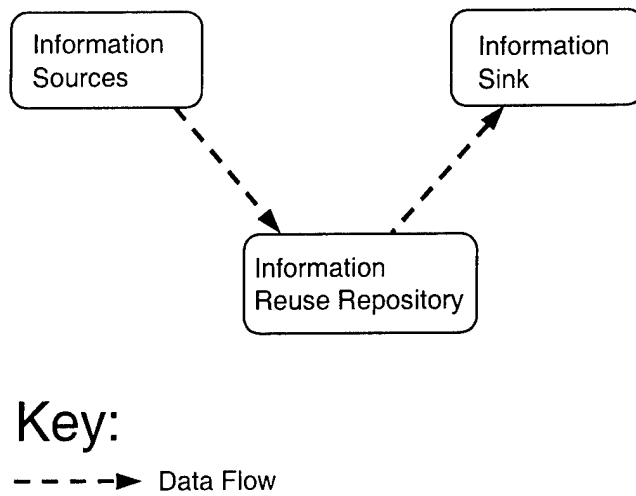 Information
Sources
Information
Sink
Information
Reuse Repository
Key:
Data Flow